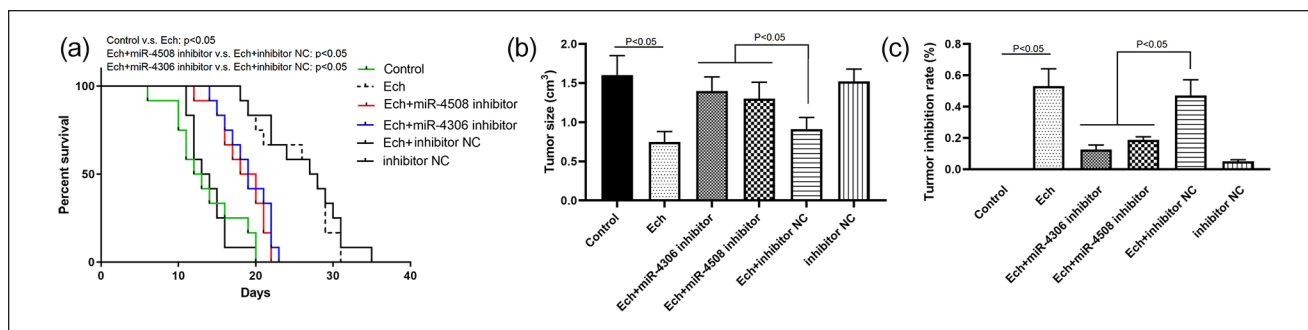 (a)
Control v.s. Ech: p<0.05
Ech+miR-4508 inhibitor v.s. Ech+inhibitor NC: p<0.05
Ech+miR-4306 inhibitor v.s. Ech+inhibitor NC: p<0.05
Control
Ech
Ech+miR-4508 inhibitor
Ech+miR-4306 inhibitor
Ech+inhibitor NC
inhibitor NC
Percent survival
100
50
0
0 10 20 30 40
Days
(b)
P<0.05
P<0.05
Tumor size (cm³)
2.0
1.5
1.0
0.5
0.0
Control
Ech
Ech+miR-4306 inhibitor
Ech+miR-4508 inhibitor
Ech+inhibitor NC
inhibitor NC
(c)
P<0.05
P<0.05
Tumor inhibition rate (%)
0.8
0.6
0.4
0.2
0.0
Control
Ech
Ech+miR-4306 inhibitor
Ech+miR-4508 inhibitor
Ech+inhibitor NC
inhibitor NC